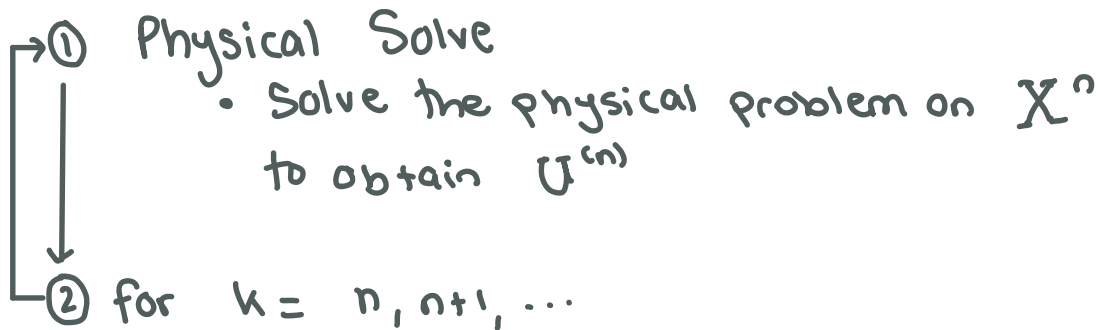 ① Physical Solve
• Solve the physical problem on X^n
to obtain U^(n)
② for k = n, n+1, ...